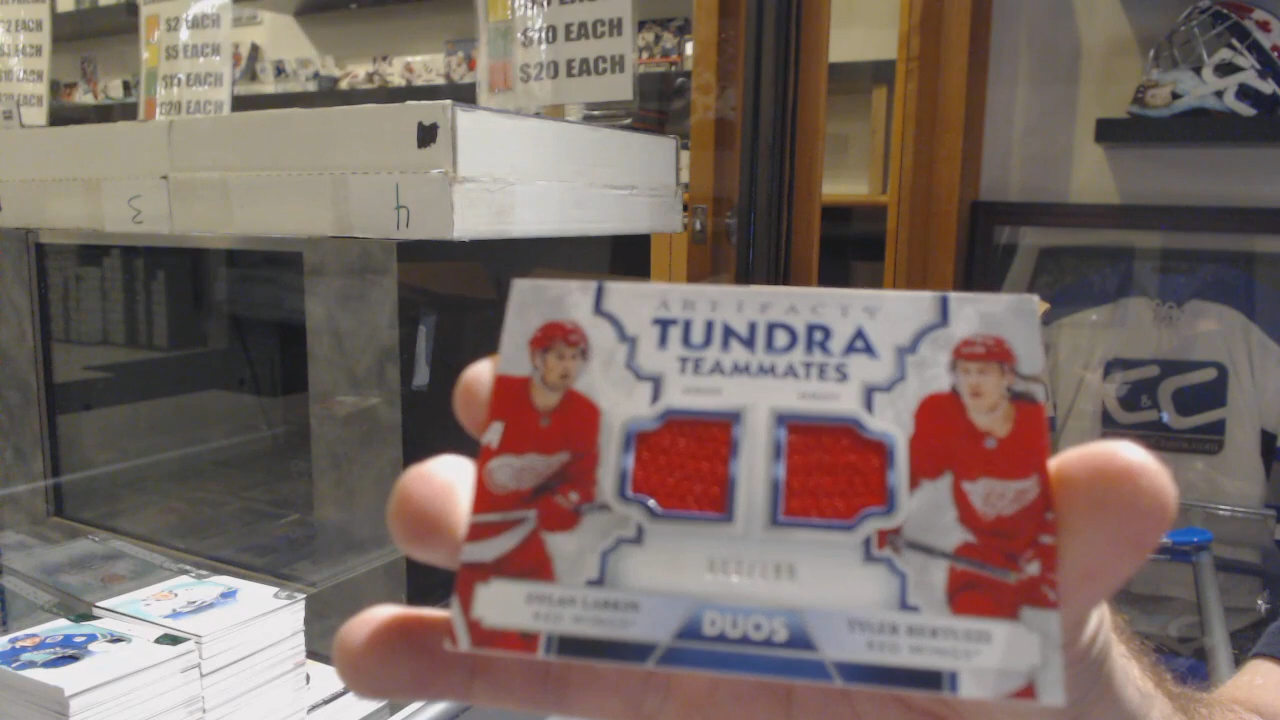 $2 EACH
$5 EACH
$15 EACH
$20 EACH
$10 EACH
$20 EACH
3
4
ARTIFACTS
TUNDRA
TEAMMATES
DYLAN LARKIN
RED WINGS
DUOS
TYLER BERTUZZI
RED WINGS
C&C